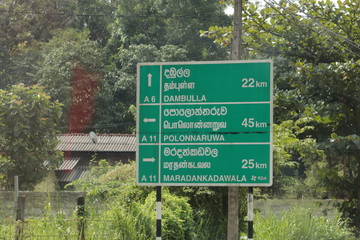 දඹුල්ල
தம்புள்ள
22 km
A 6 DAMBULLA
පොලොන්නරුව
பொலொன்னறுவ
45 km
A 11 POLONNARUWA
මරදන්කඩවල
மரதன்கடவல
25 km
A 11 MARADANKADAWALA